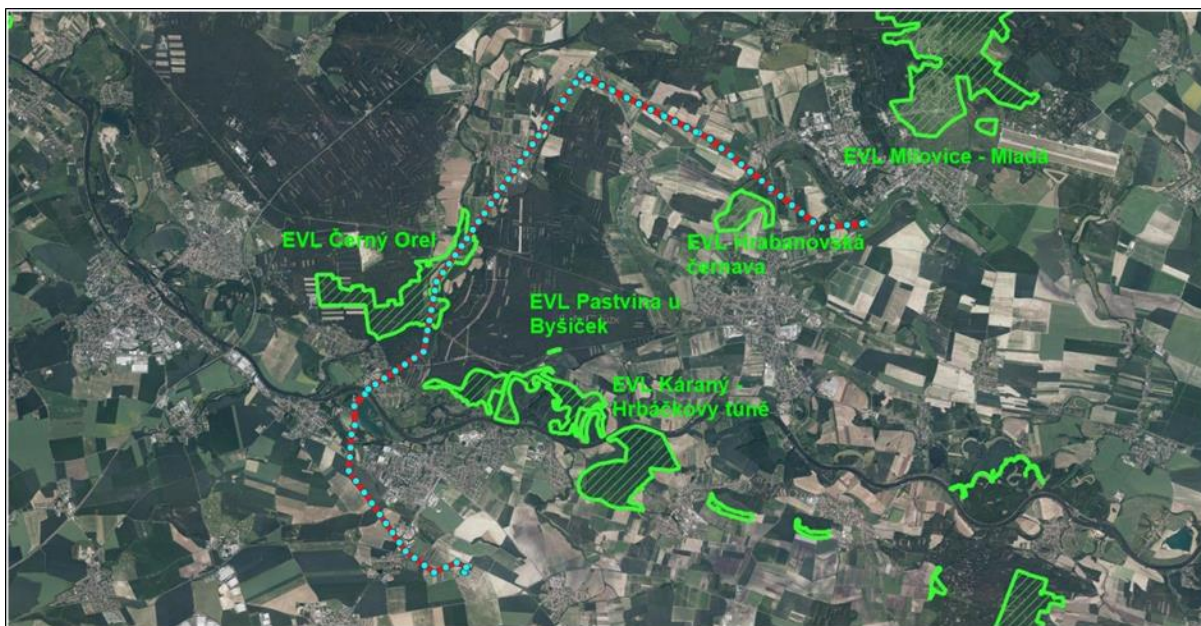 EVL Milovice - Mladá
EVL Černý Orel
EVL Hrabanovská
černava
EVL Pastvina u
Byšiček
EVL Káraný -
Hrbáčkovy tůně